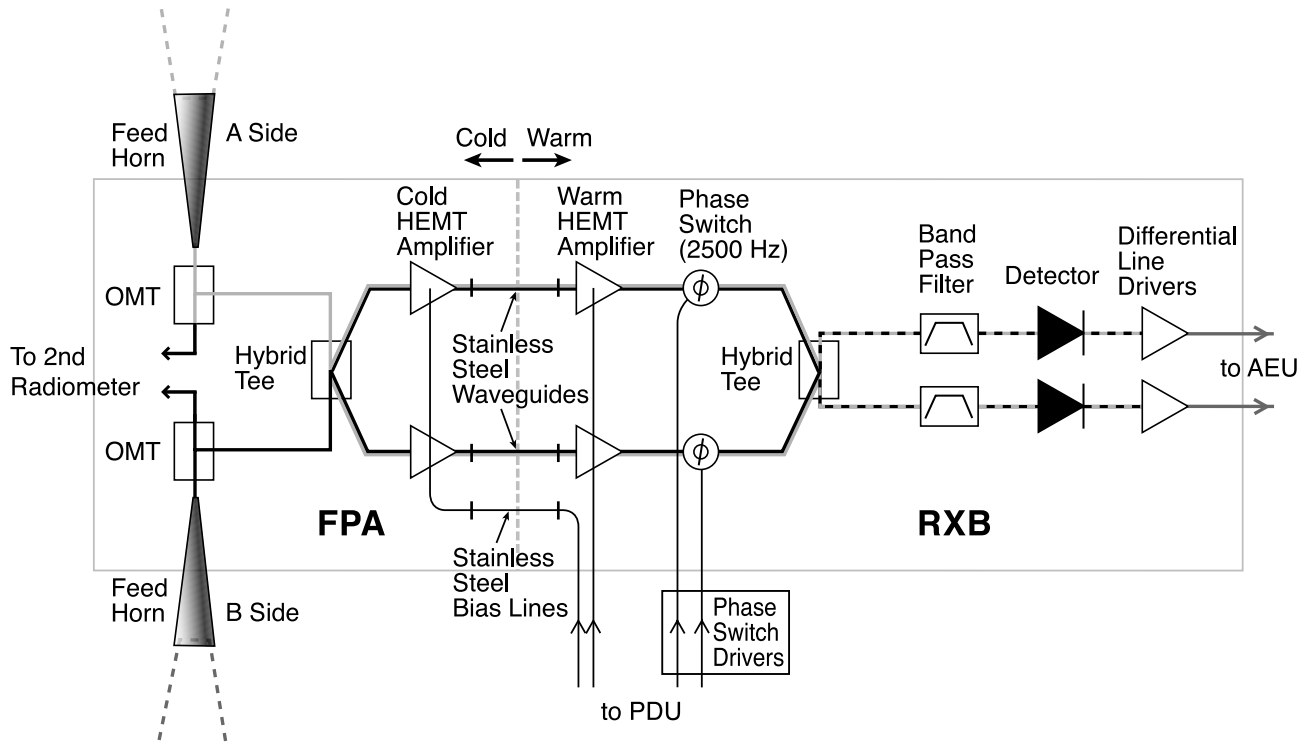 Feed
Horn
A Side
Cold
Warm
Cold
HEMT
Amplifier
Warm
HEMT
Amplifier
Phase
Switch
(2500 Hz)
Band
Pass
Filter
Detector
Differential
Line
Drivers
OMT
To 2nd
Radiometer
Hybrid
Tee
Stainless
Steel
Waveguides
Hybrid
Tee
ϕ
ϕ
to AEU
OMT
FPA
RXB
Stainless
Steel
Bias Lines
Feed
Horn
B Side
Phase
Switch
Drivers
to PDU